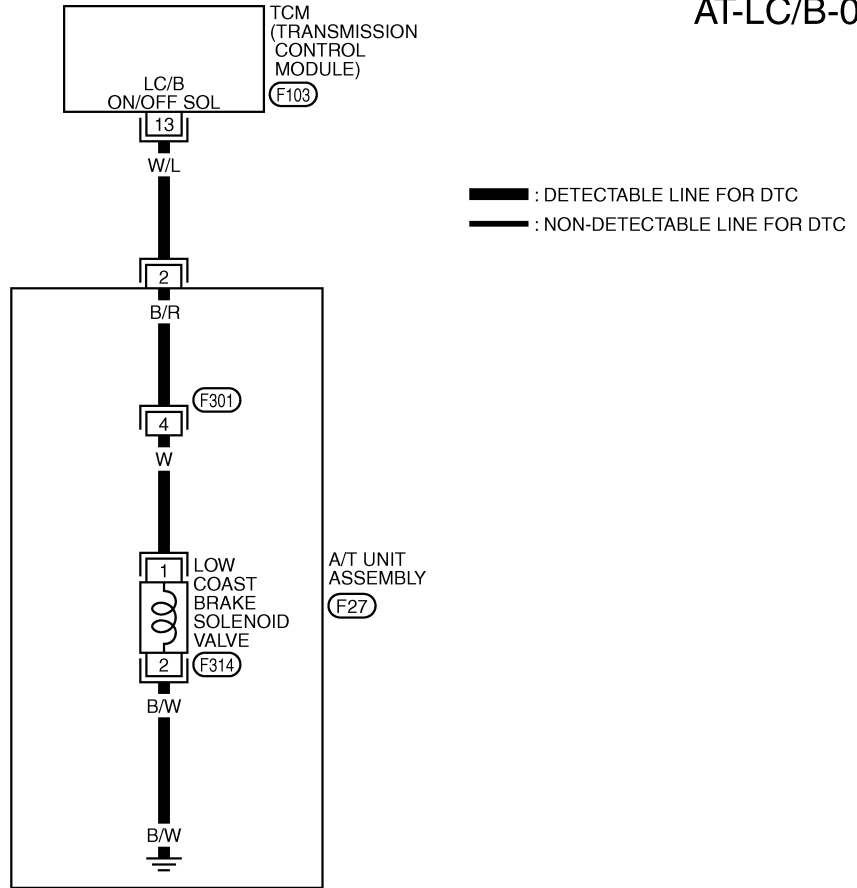 AT-LC/B-0
TCM
(TRANSMISSION
CONTROL
MODULE)
F103
LC/B
ON/OFF SOL
13
W/L
: DETECTABLE LINE FOR DTC
: NON-DETECTABLE LINE FOR DTC
2
B/R
F301
4
W
1
LOW
COAST
BRAKE
SOLENOID
VALVE
A/T UNIT
ASSEMBLY
F27
2
F314
B/W
B/W